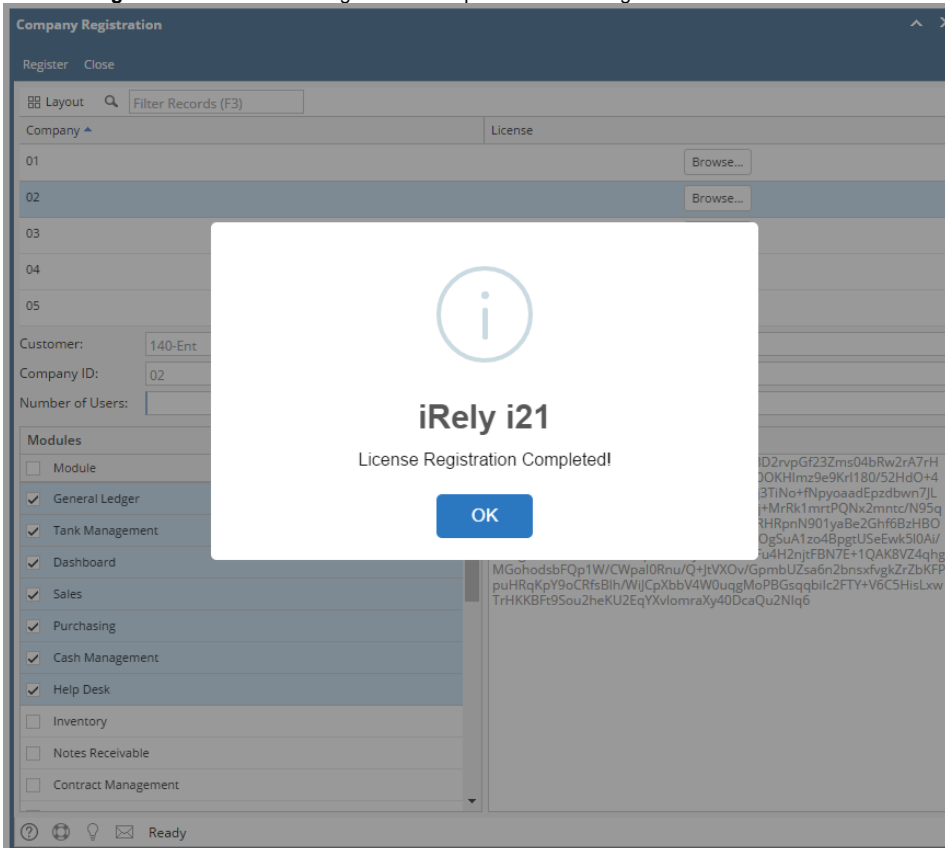 Company Registration
Register Close
Layout Filter Records (F3)
Company License
01 Browse...
02 Browse...
03
04
05
Customer: 140-Ent
Company ID: 02
Number of Users:
iRely i21
License Registration Completed!
OK
Modules
Module
General Ledger
Tank Management
Dashboard
Sales
Purchasing
Cash Management
Help Desk
Inventory
Notes Receivable
Contract Management
MGohodsbFQp1W/CWpaI0Rnu/Q+JtVXOv/GpmbUZsa6n2bnsxfvgkZrZbKFP
puHRqKpY9oCRfsBlh/WiJCpXbbV4W0uqgMoPBGsqqbilc2FTY+V6C5HisLxw
TrHKKBFt9Sou2heKU2EqYXvlomraXy40DcaQu2NIq6
Ready